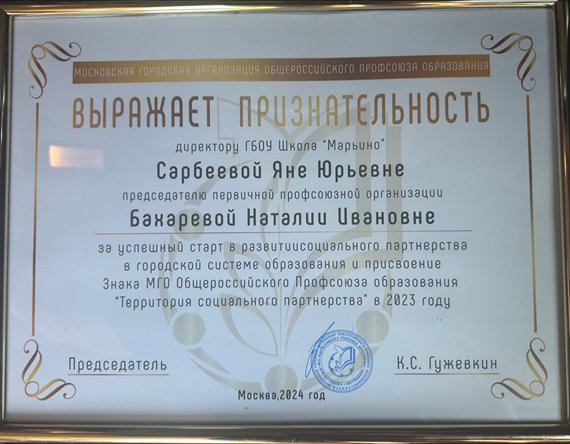 МОСКОВСКАЯ ГОРОДСКАЯ ОРГАНИЗАЦИЯ ОБЩЕРОССИЙСКОГО ПРОФСОЮЗА ОБРАЗОВАНИЯ
ВЫРАЖАЕТ ПРИЗНАТЕЛЬНОСТЬ
директору ГБОУ Школа "Марьино"
Сарбеевой Яне Юрьевне
председателю первичной профсоюзной организации
Бахаревой Наталии Ивановне
за успешный старт в развитиисоциального партнерства
в городской системе образования и присвоение
Знака МГО Общероссийского Профсоюза образования
"Территория социального партнерства" в 2023 году
Председатель
К.С. Гужевкин
Москва,2024 год